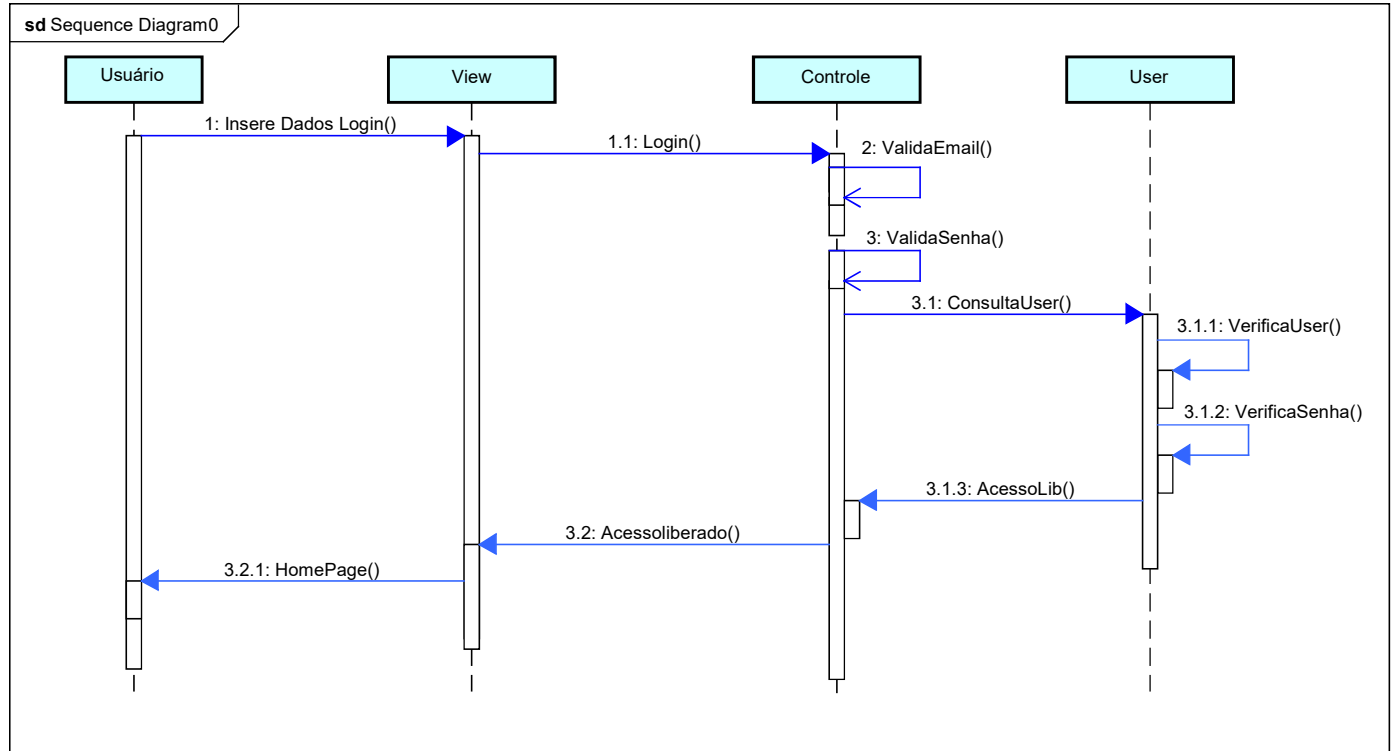 sd Sequence Diagram0
Usuário
View
Controle
User
1: Insere Dados Login()
1.1: Login()
2: ValidaEmail()
3: ValidaSenha()
3.1: ConsultaUser()
3.1.1: VerificaUser()
3.1.2: VerificaSenha()
3.1.3: AcessoLib()
3.2: Acessoliberado()
3.2.1: HomePage()